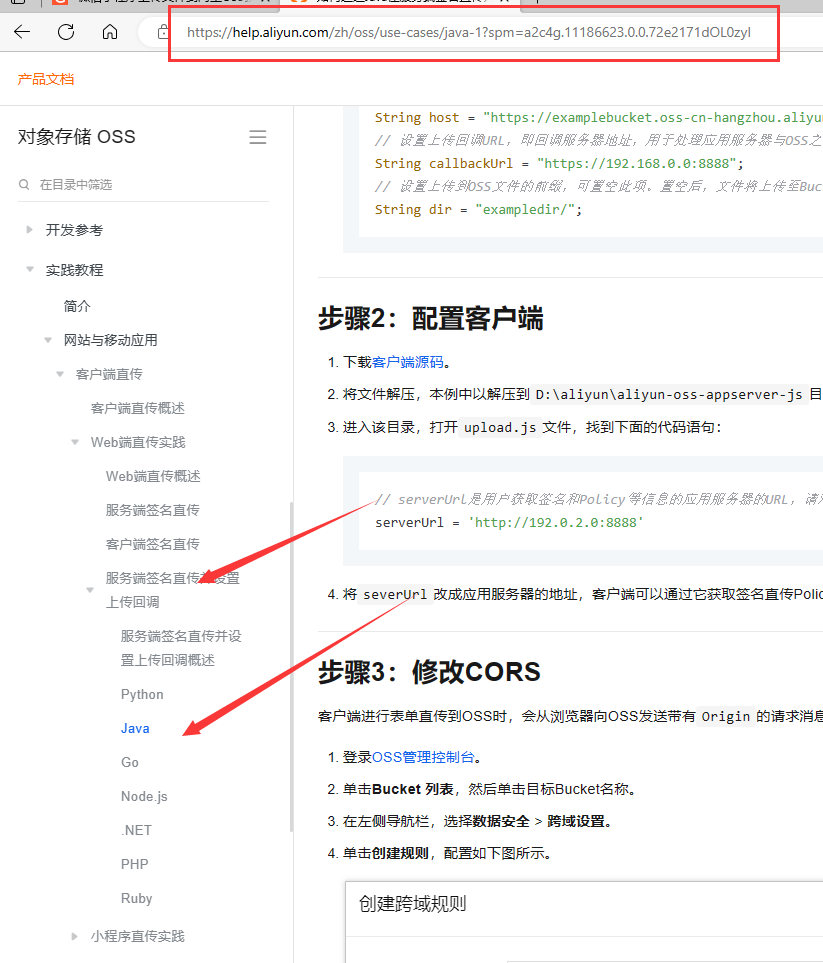 https://help.aliyun.com/zh/oss/use-cases/java-1?spm=a2c4g.11186623.0.0.72e2171dOL0zyI
产品文档
对象存储 OSS
在目录中筛选
开发参考
实践教程
简介
网站与移动应用
客户端直传
客户端直传概述
Web端直传实践
Web端直传概述
服务端签名直传
客户端签名直传
服务端签名直传并设置
上传回调
服务端签名直传并设
置上传回调概述
Python
Java
Go
Node.js
.NET
PHP
Ruby
小程序直传实践
String host = "https://examplebucket.oss-cn-hangzhou.aliyu
// 设置上传回调URL，即回调服务器地址，用于处理应用服务器与OSS之
String callbackUrl = "https://192.168.0.0:8888";
// 设置上传到OSS文件的前缀，可置空此项。置空后，文件将上传至Buc
String dir = "exampledir/";
步骤2：配置客户端
1. 下载客户端源码。
2. 将文件解压，本例中以解压到 D:\aliyun\aliyun-oss-appserver-js 目
3. 进入该目录，打开 upload.js 文件，找到下面的代码语句：
// serverUrl是用户获取签名和Policy等信息的应用服务器的URL，请
serverUrl = 'http://192.0.2.0:8888'
4. 将 severUrl 改成应用服务器的地址，客户端可以通过它获取签名直传Poli
步骤3：修改CORS
客户端进行表单直传到OSS时，会从浏览器向OSS发送带有 Origin 的请求消息
1. 登录OSS管理控制台。
2. 单击Bucket 列表，然后单击目标Bucket名称。
3. 在左侧导航栏，选择数据安全 > 跨域设置。
4. 单击创建规则，配置如下图所示。
创建跨域规则